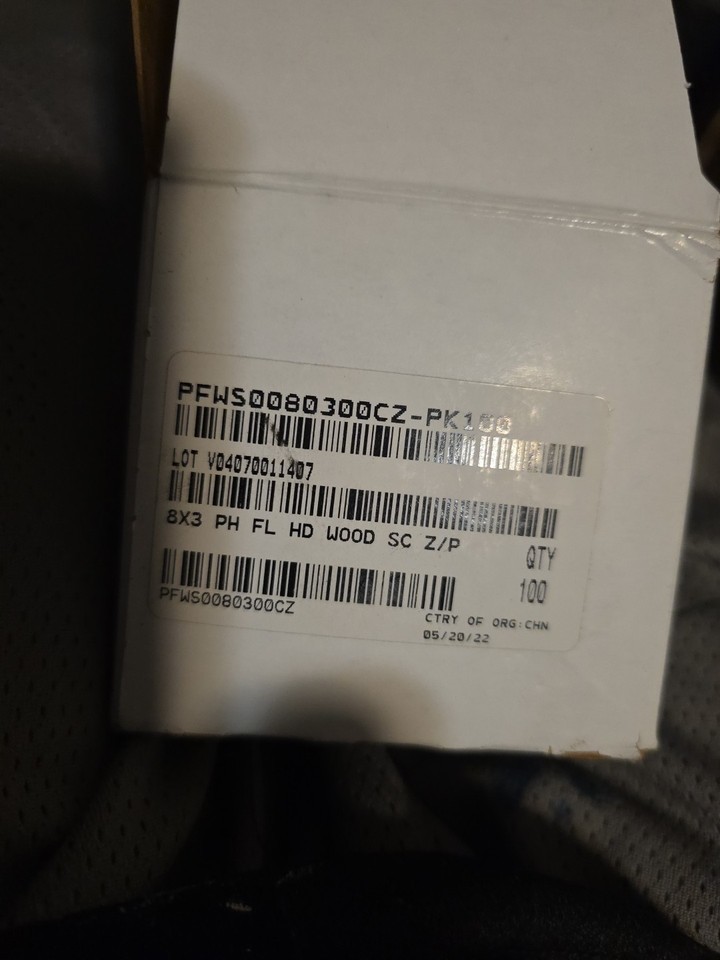 PFWS0080300CZ-PK100
LOT V04070011407
8X3 PH FL HD WOOD SC Z/P
QTY
100
PFWS0080300CZ
CTRY OF ORG:CHN
05/20/22